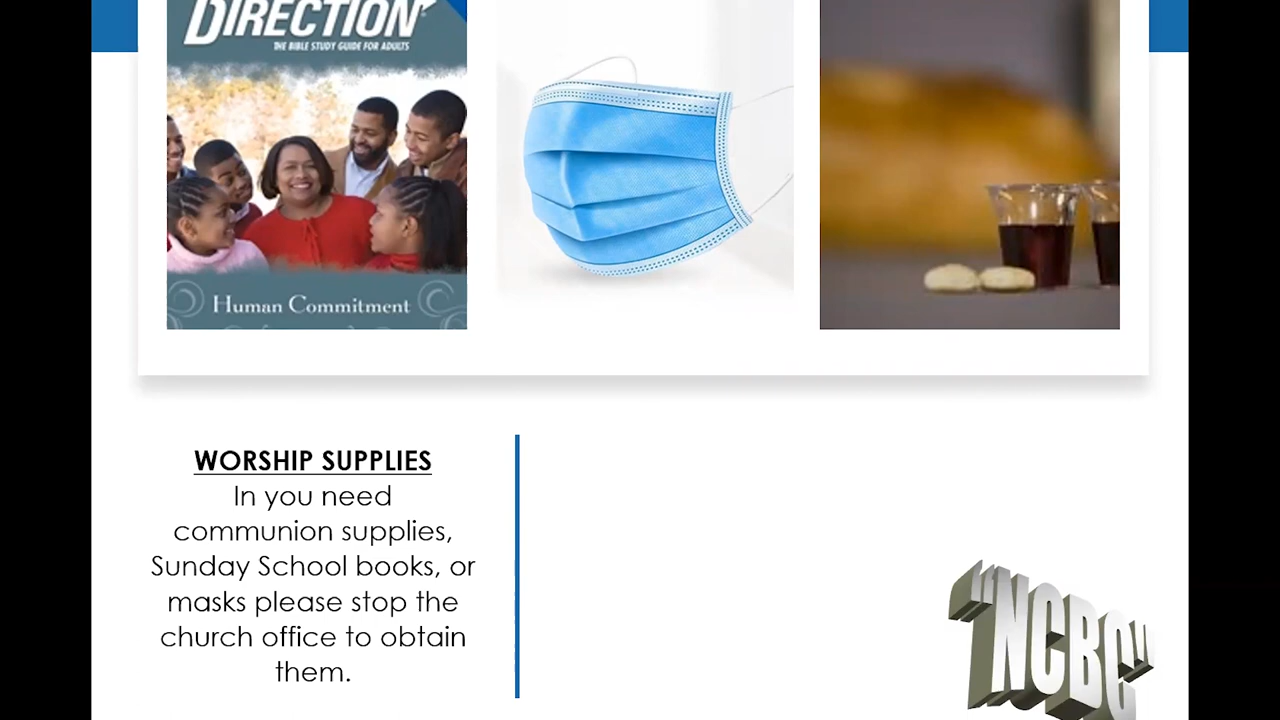 DIRECTION
THE BIBLE STUDY GUIDE FOR ADULTS
Human Commitment
WORSHIP SUPPLIES
In you need
communion supplies,
Sunday School books, or
masks please stop the
church office to obtain
them.
"NCBC"